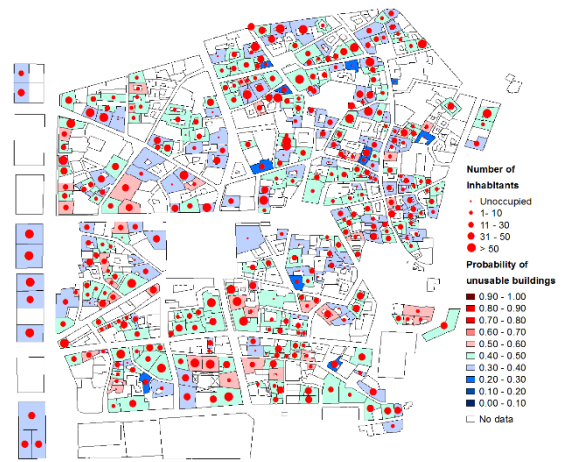 Number of
Inhabitants
Unoccupied
1- 10
11 - 30
31 - 50
> 50
Probability of
unusable buildings
0.90 - 1.00
0.80 - 0.90
0.70 - 0.80
0.60 - 0.70
0.50 - 0.60
0.40 - 0.50
0.30 - 0.40
0.20 - 0.30
0.10 - 0.20
0.00 - 0.10
No data